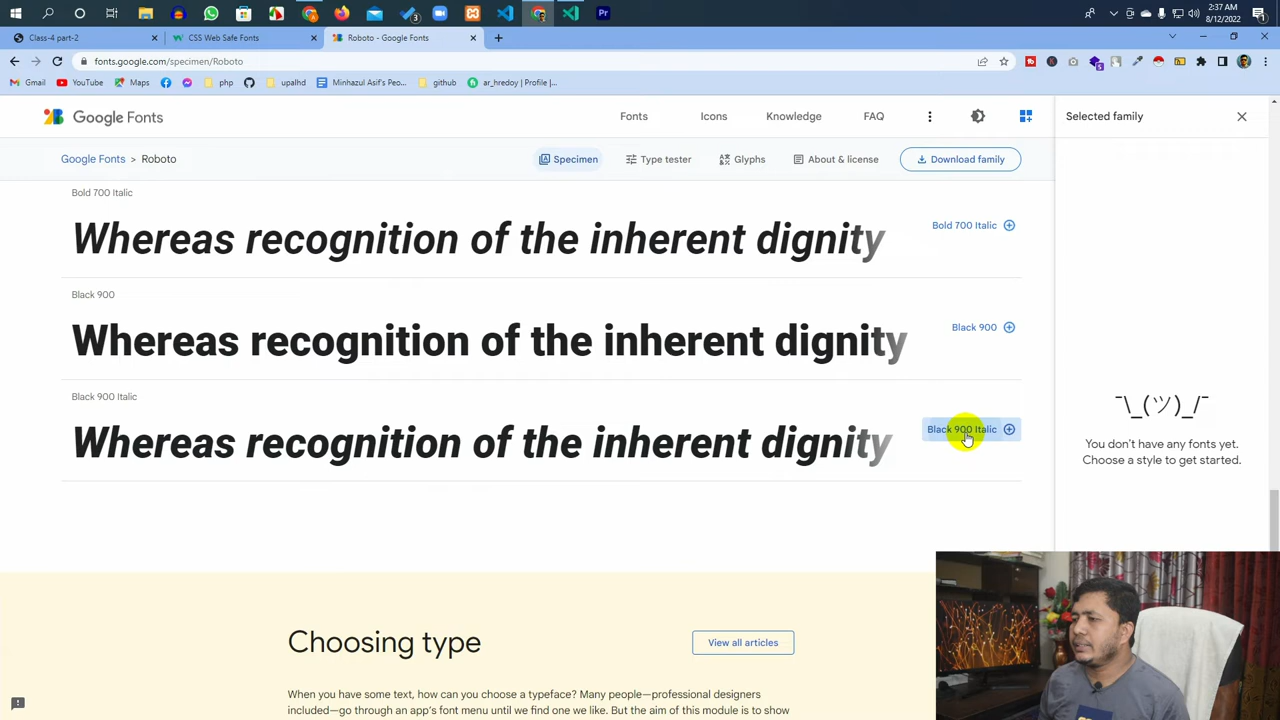 2:37 AM
8/12/2022
3
1
Class-4 part-2
CSS Web Safe Fonts
Roboto - Google Fonts
fonts.google.com/specimen/Roboto
Gmail
YouTube
Maps
php
upalhd
Minhazul Asif's Peo...
github
ar_hredoy | Profile |...
Google Fonts
Fonts
Icons
Knowledge
FAQ
Selected family
Google Fonts > Roboto
Specimen
Type tester
Glyphs
About & license
Download family
Bold 700 Italic
Whereas recognition of the inherent dignity
Bold 700 Italic
Black 900
Whereas recognition of the inherent dignity
Black 900
Black 900 Italic
Whereas recognition of the inherent dignity
Black 900 Italic
¯\_(ツ)_/¯
You don't have any fonts yet.
Choose a style to get started.
Choosing type
View all articles
When you have some text, how can you choose a typeface? Many people—professional designers
included—go through an app's font menu until we find one we like. But the aim of this module is to show